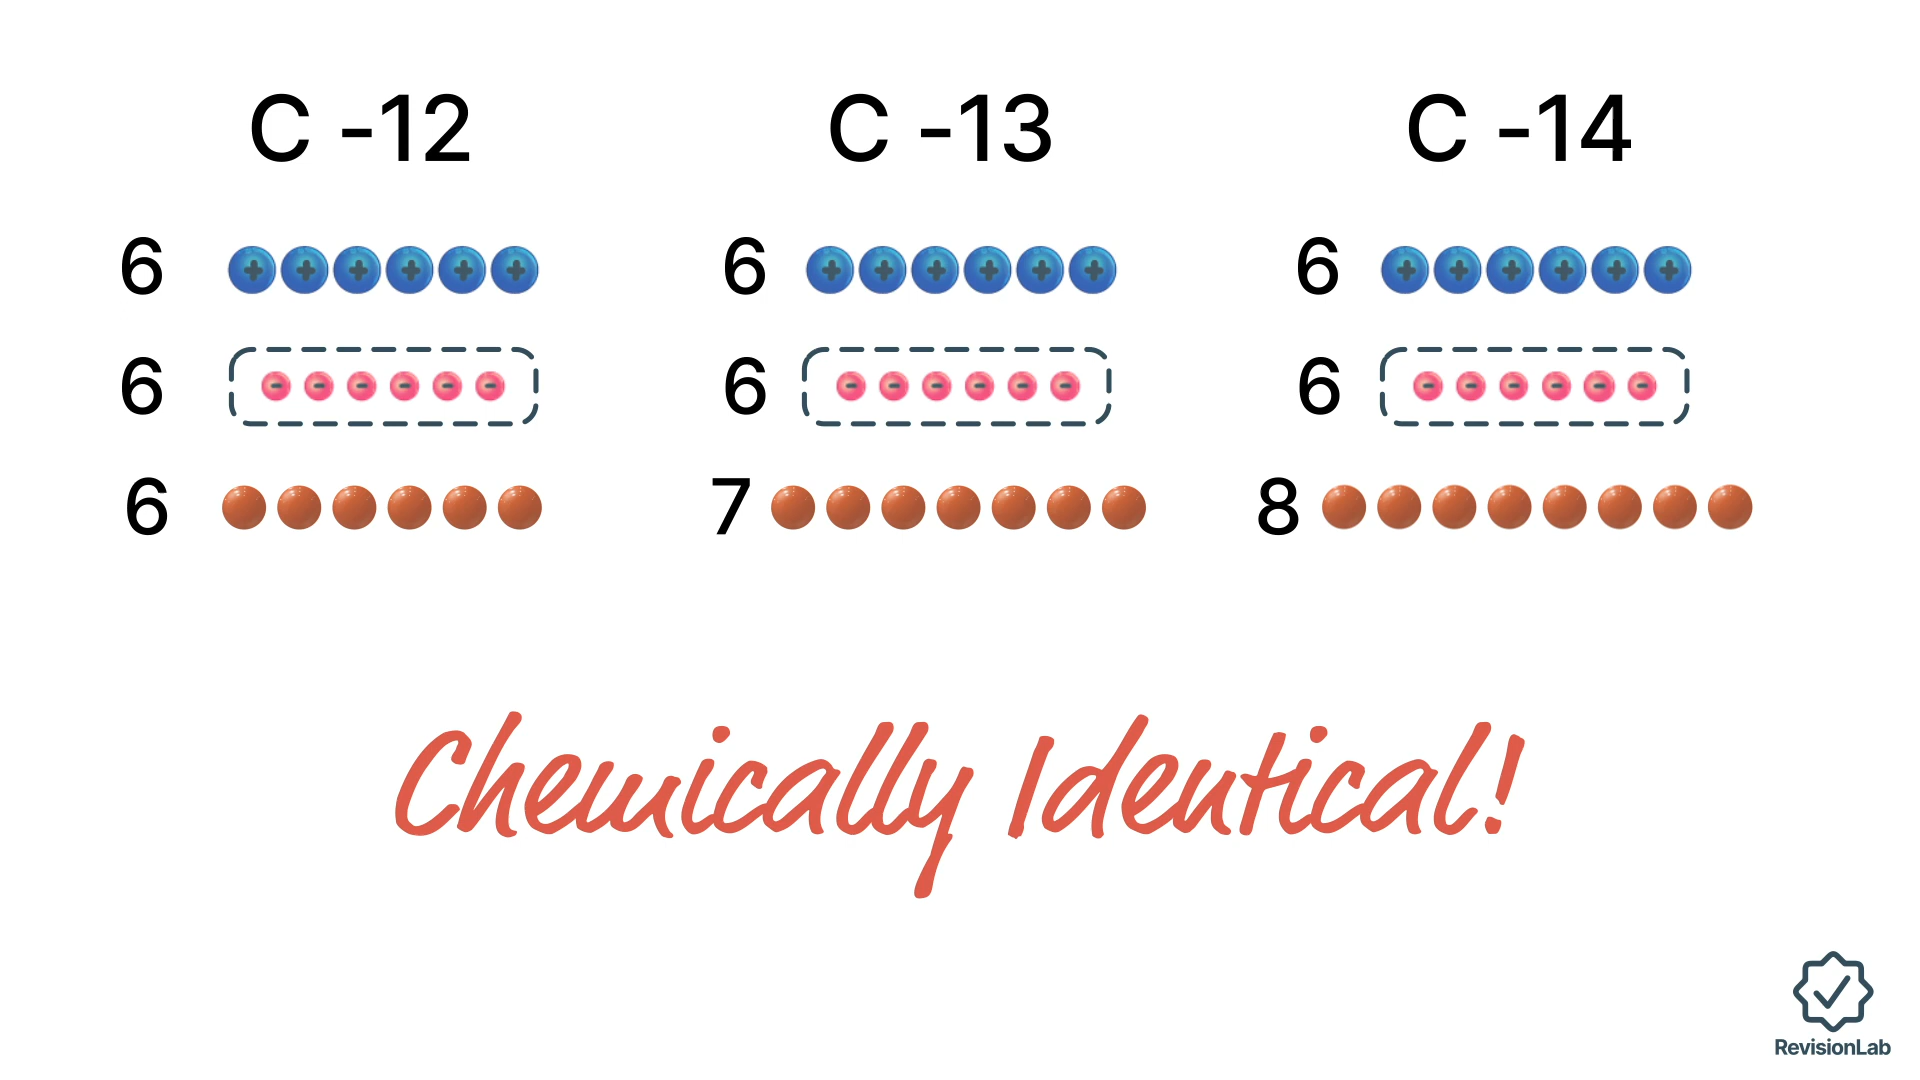 C -12 C -13 C -14
6 6 6
6 6 6
6 7 8
Chemically Identical!
RevisionLab